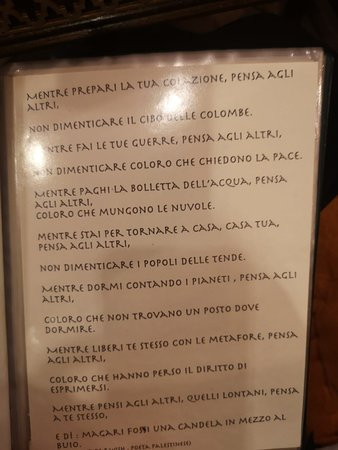 MENTRE PREPARI LA TUA COLAZIONE, PENSA AGLI
ALTRI,
NON DIMENTICARE IL CIBO DELLE COLOMBE.
MENTRE FAI LE TUE GUERRE, PENSA AGLI ALTRI,
NON DIMENTICARE COLORO CHE CHIEDONO LA PACE.
MENTRE PAGHI LA BOLLETTA DELL'ACQUA, PENSA
AGLI ALTRI,
COLORO CHE MUNGONO LE NUVOLE.
MENTRE STAI PER TORNARE A CASA, CASA TUA,
PENSA AGLI ALTRI,
NON DIMENTICARE I POPOLI DELLE TENDE.
MENTRE DORMI CONTANDO I PIANETI , PENSA AGLI
ALTRI,
COLORO CHE NON TROVANO UN POSTO DOVE
DORMIRE.
MENTRE LIBERI TE STESSO CON LE METAFORE, PENSA
AGLI ALTRI,
COLORO CHE HANNO PERSO IL DIRITTO DI
ESPRIMERSI.
MENTRE PENSI AGLI ALTRI, QUELLI LONTANI, PENSA
A TE STESSO,
E DÌ : MAGARI FOSSI UNA CANDELA IN MEZZO AL
BUIO.
POETA PALESTINESE)